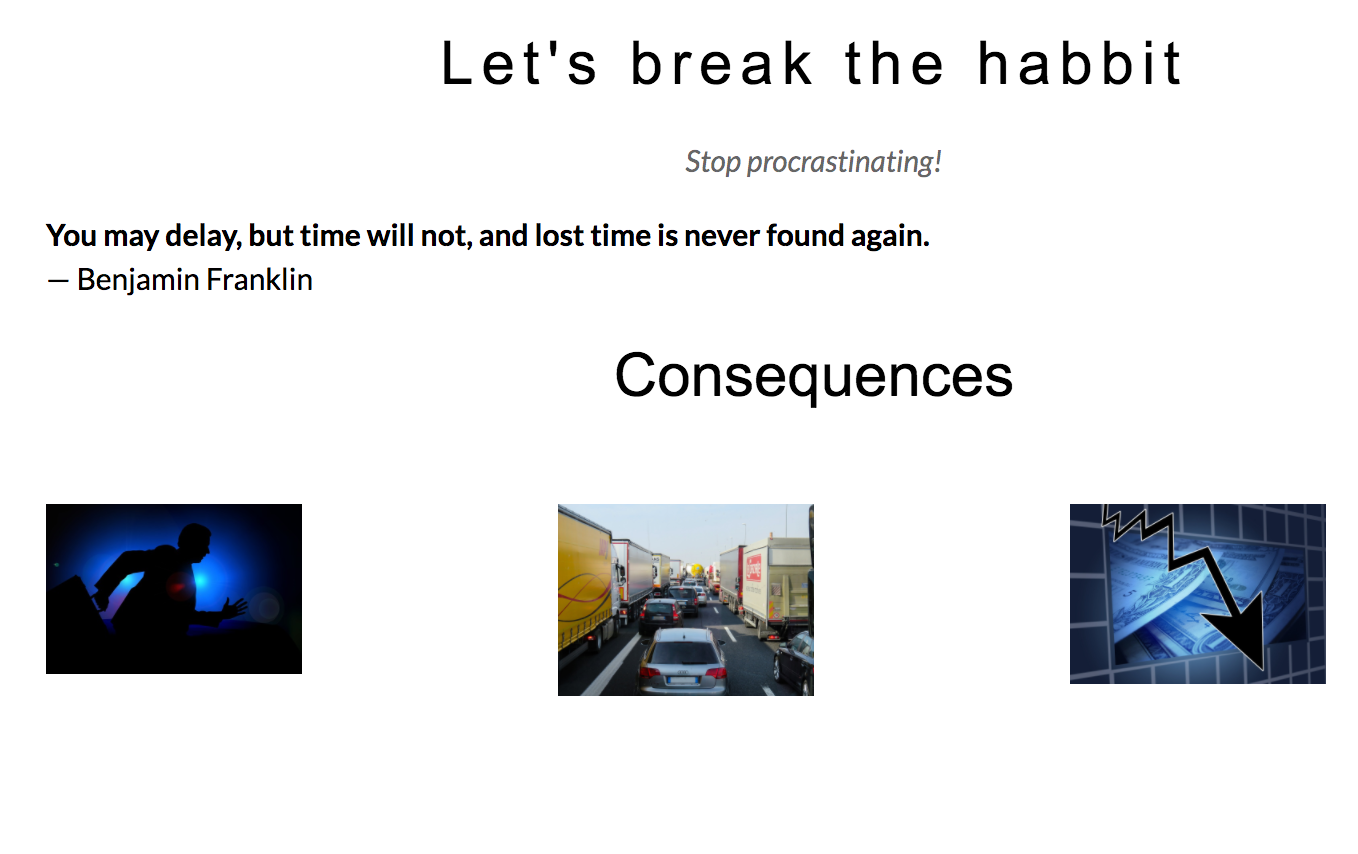 Let's break the habbit
Stop procrastinating!
You may delay, but time will not, and lost time is never found again.
— Benjamin Franklin
Consequences